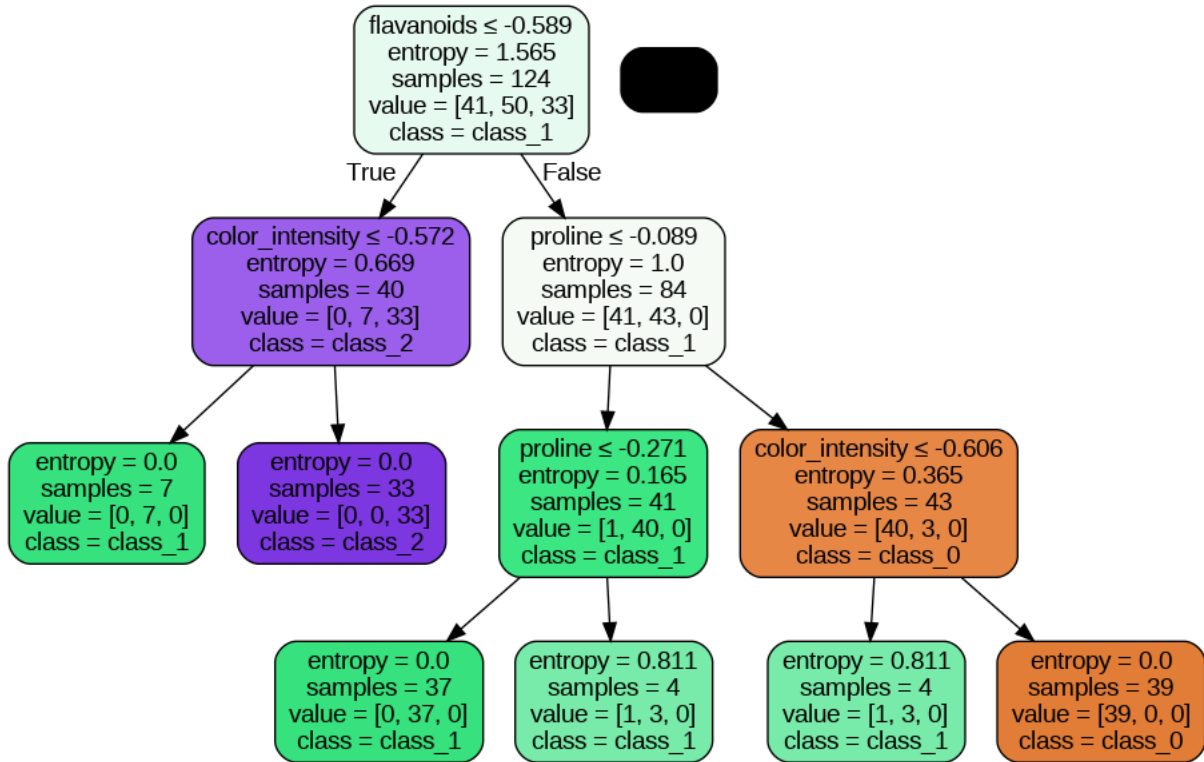 flavanoids ≤ -0.589
entropy = 1.565
samples = 124
value = [41, 50, 33]
class = class_1
True
False
color_intensity ≤ -0.572
entropy = 0.669
samples = 40
value = [0, 7, 33]
class = class_2
proline ≤ -0.089
entropy = 1.0
samples = 84
value = [41, 43, 0]
class = class_1
entropy = 0.0
samples = 7
value = [0, 7, 0]
class = class_1
entropy = 0.0
samples = 33
value = [0, 0, 33]
class = class_2
proline ≤ -0.271
entropy = 0.165
samples = 41
value = [1, 40, 0]
class = class_1
color_intensity ≤ -0.606
entropy = 0.365
samples = 43
value = [40, 3, 0]
class = class_0
entropy = 0.0
samples = 37
value = [0, 37, 0]
class = class_1
entropy = 0.811
samples = 4
value = [1, 3, 0]
class = class_1
entropy = 0.811
samples = 4
value = [1, 3, 0]
class = class_1
entropy = 0.0
samples = 39
value = [39, 0, 0]
class = class_0